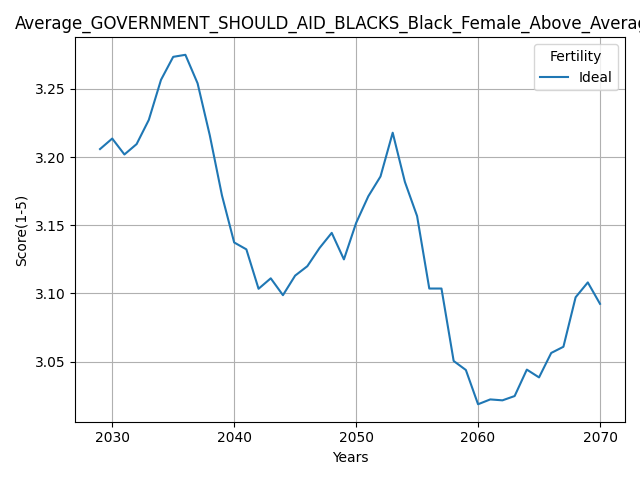 Average_GOVERNMENT_SHOULD_AID_BLACKS_Black_Female_Above_Averag
Fertility
Ideal
Score(1-5)
3.25
3.20
3.15
3.10
3.05
2030 2040 2050 2060 2070
Years